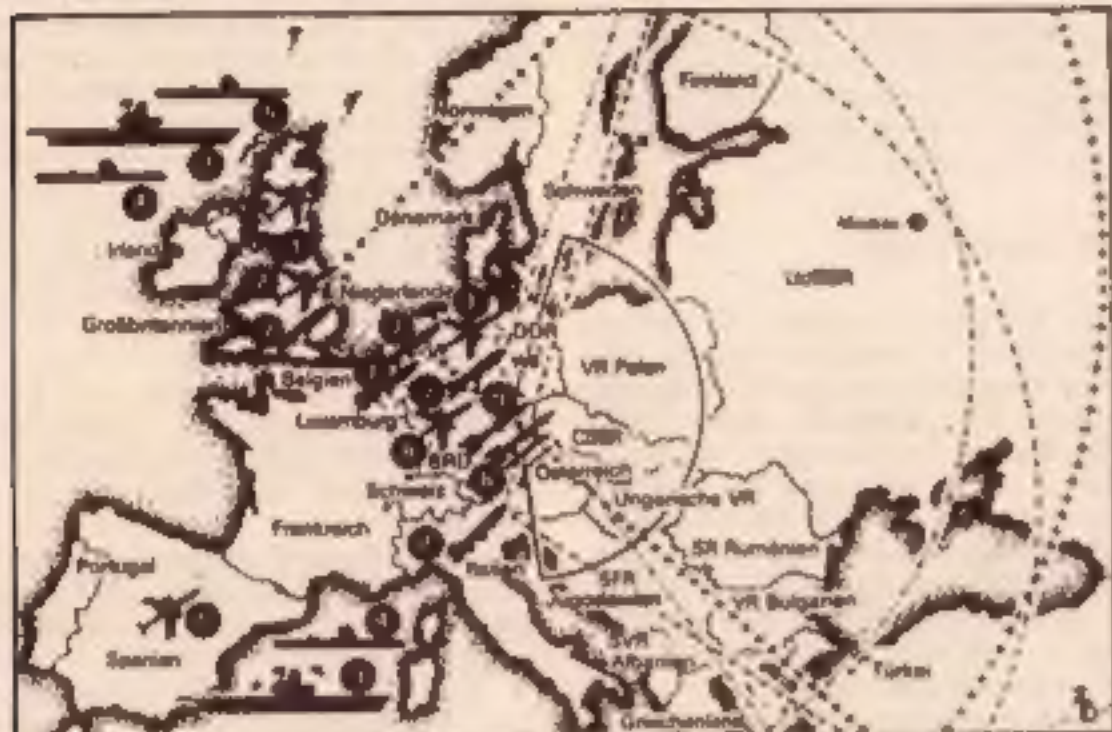 Finnland
Norwegen
Schweden
Moskau
Dänemark
Irland
UdSSR
Niederlande
Großbritannien
DDR
VR Polen
Belgien
Luxemburg
ČSSR
BRD
Österreich
Schweiz
Ungarische VR
Frankreich
SR Rumänien
Portugal
Italien
SFR
Jugoslawien
VR Bulgarien
Spanien
SVR
Albanien
Türkei
Griechenland